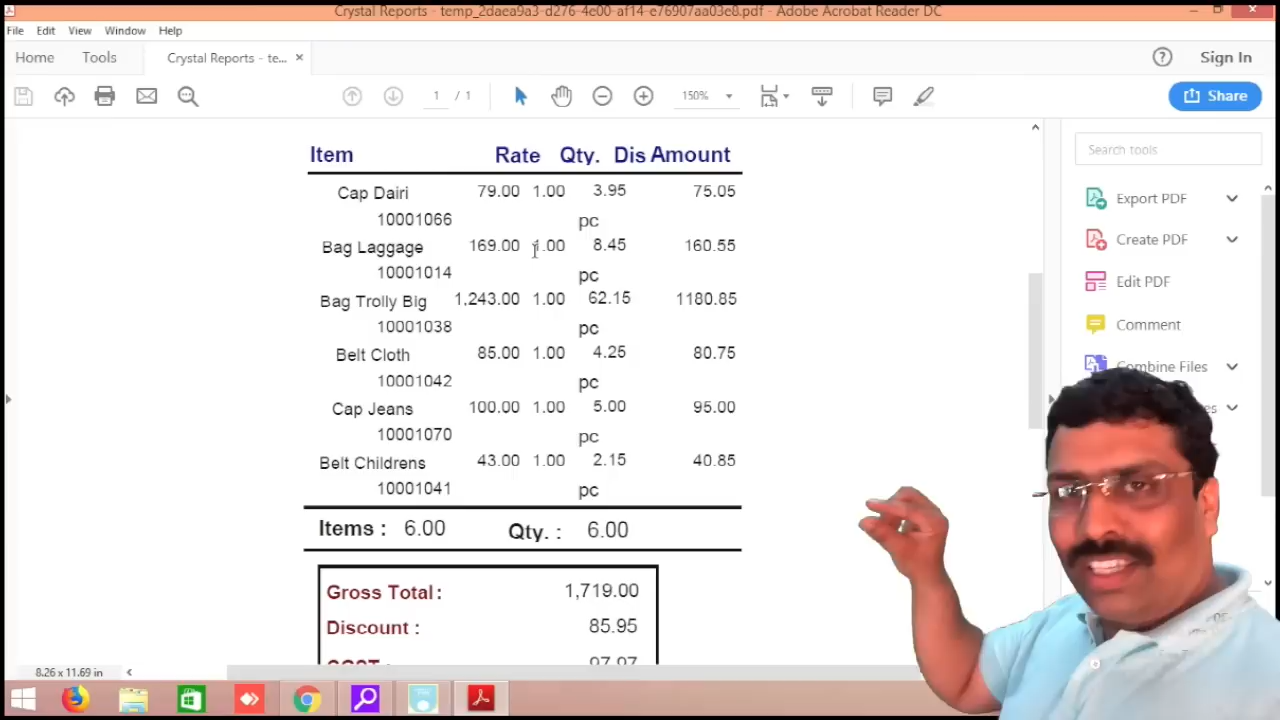 Crystal Reports - temp_2daea9a3-d276-4e00-af14-e76907aa03e8.pdf - Adobe Acrobat Reader DC
File Edit View Window Help
Home Tools Crystal Reports - te... × Sign In
1 / 1 150% Share
Search tools
Export PDF
Create PDF
Edit PDF
Comment
Combine Files
Item Rate Qty. Dis Amount
Cap Dairi 79.00 1.00 3.95 75.05
10001066 pc
Bag Laggage 169.00 1.00 8.45 160.55
10001014 pc
Bag Trolly Big 1,243.00 1.00 62.15 1180.85
10001038 pc
Belt Cloth 85.00 1.00 4.25 80.75
10001042 pc
Cap Jeans 100.00 1.00 5.00 95.00
10001070 pc
Belt Childrens 43.00 1.00 2.15 40.85
10001041 pc
Items : 6.00 Qty. : 6.00
Gross Total: 1,719.00
Discount : 85.95
8.26 x 11.69 in